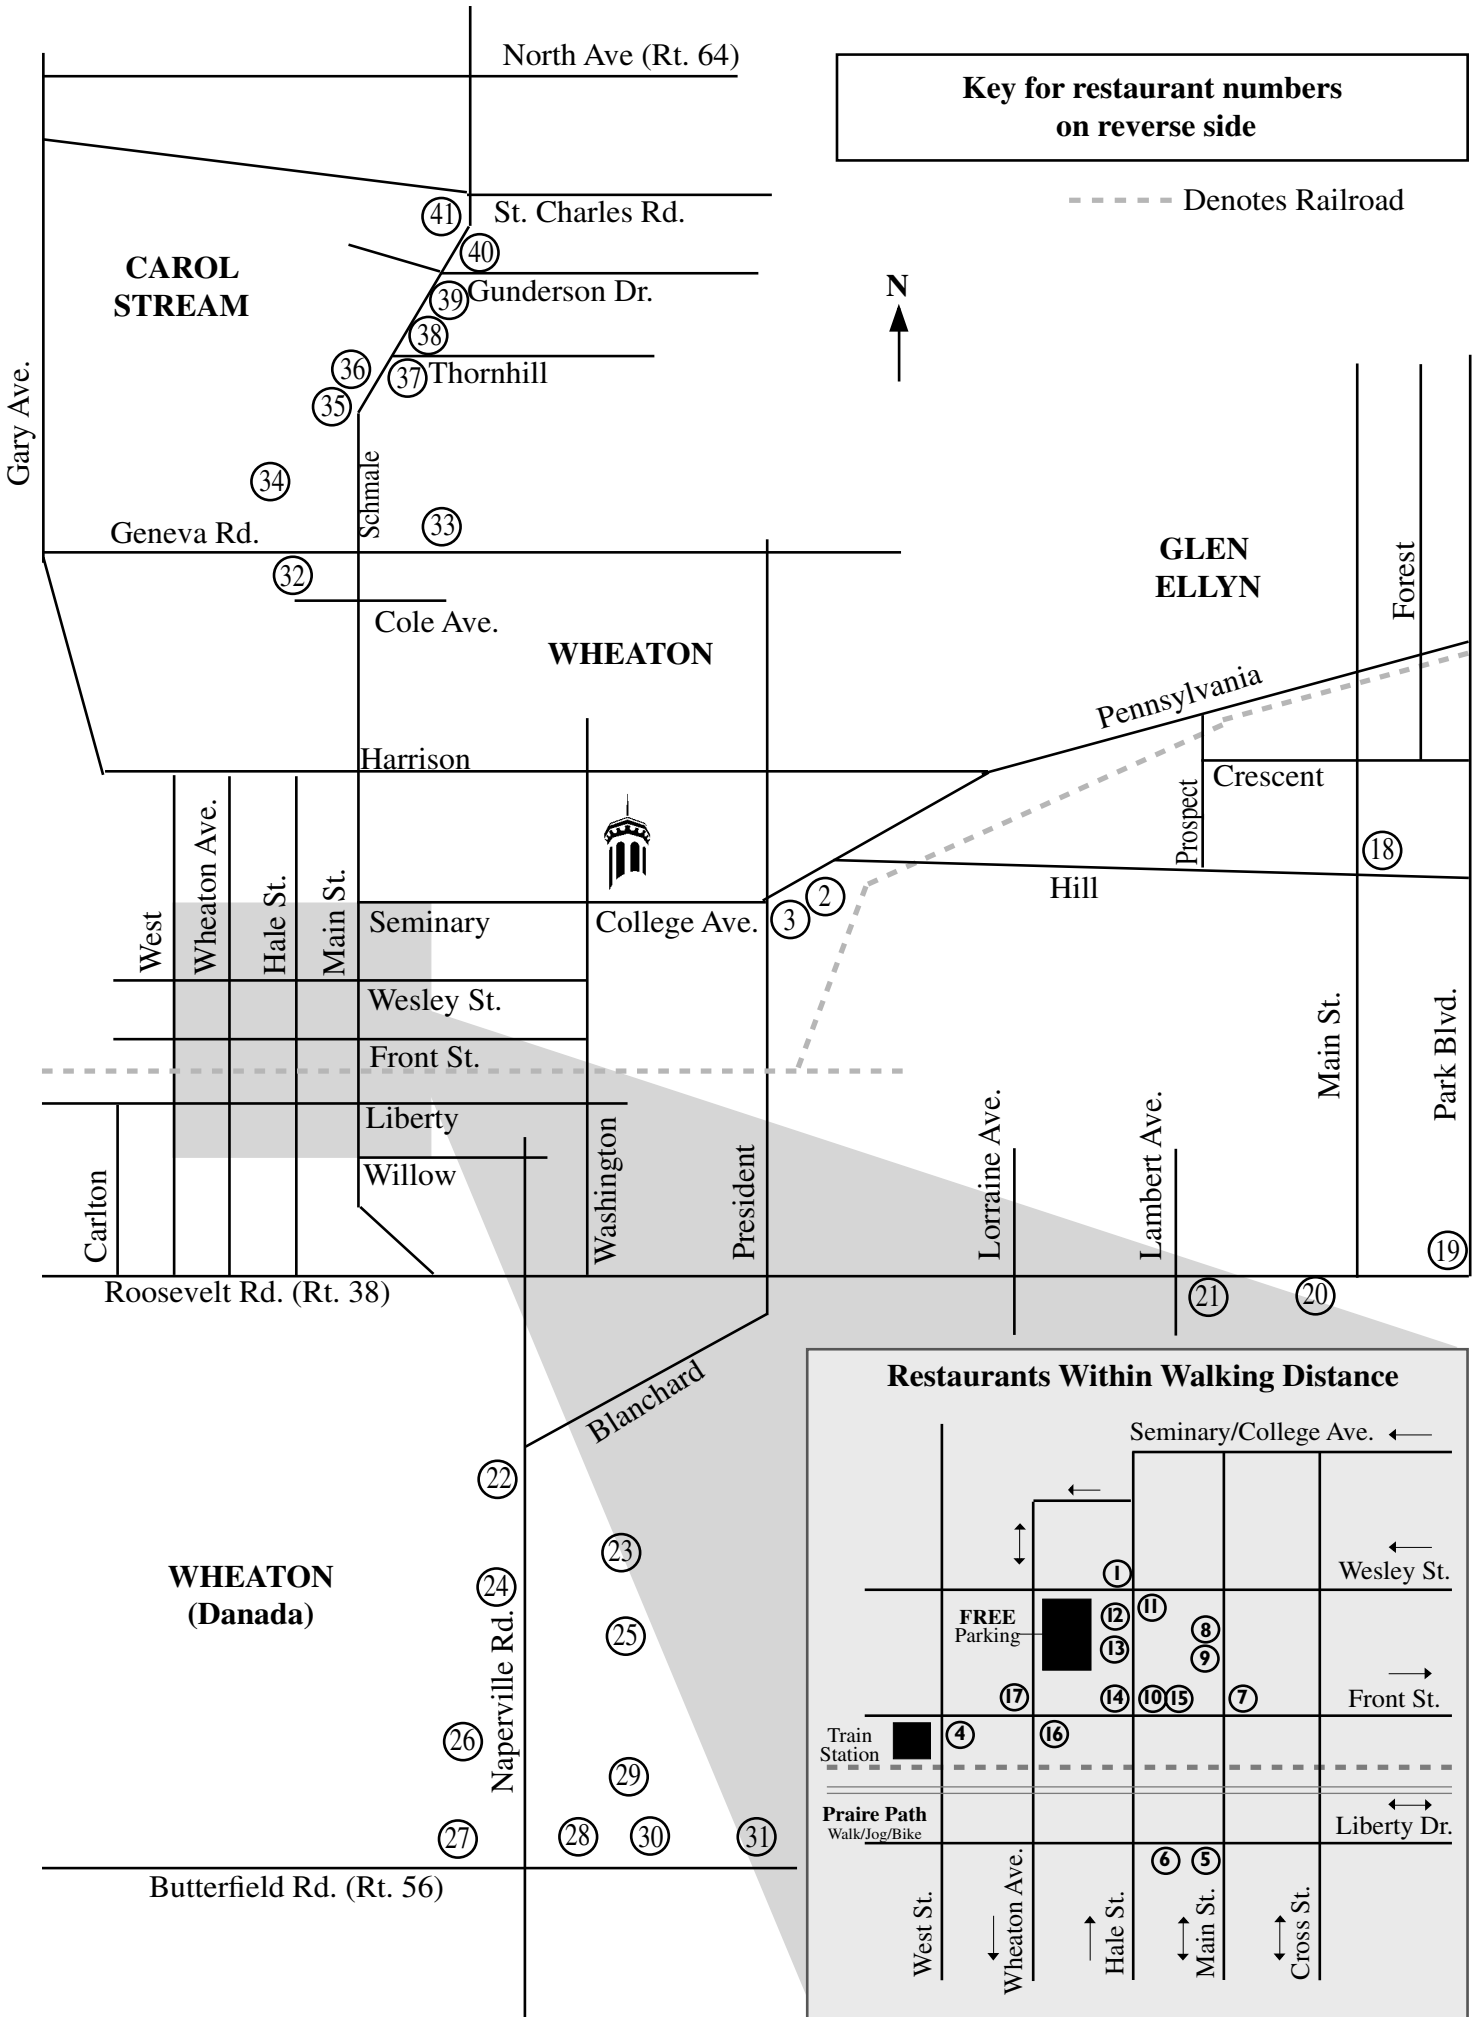 North Ave (Rt. 64)
Key for restaurant numbers
on reverse side
Denotes Railroad
41
St. Charles Rd.
40
CAROL
STREAM
39
Gunderson Dr.
N
38
36
37
Thornhill
35
Gary Ave.
34
Schmale
33
Geneva Rd.
32
Cole Ave.
GLEN
ELLYN
Forest
WHEATON
Pennsylvania
Harrison
Crescent
Prospect
18
Hill
2
3
West
Wheaton Ave.
Hale St.
Main St.
Seminary
College Ave.
Wesley St.
Front St.
Main St.
Park Blvd.
Liberty
Willow
Carlton
Washington
President
Lorraine Ave.
Lambert Ave.
19
Roosevelt Rd. (Rt. 38)
21
20
Blanchard
22
23
WHEATON
(Danada)
24
25
Naperville Rd.
26
29
27
28
30
31
Butterfield Rd. (Rt. 56)
Restaurants Within Walking Distance
Seminary/College Ave.
1
Wesley St.
FREE
Parking
12
11
8
13
9
17
14
10
15
7
Front St.
Train
Station
4
16
Praire Path
Walk/Jog/Bike
Liberty Dr.
6
5
West St.
Wheaton Ave.
Hale St.
Main St.
Cross St.